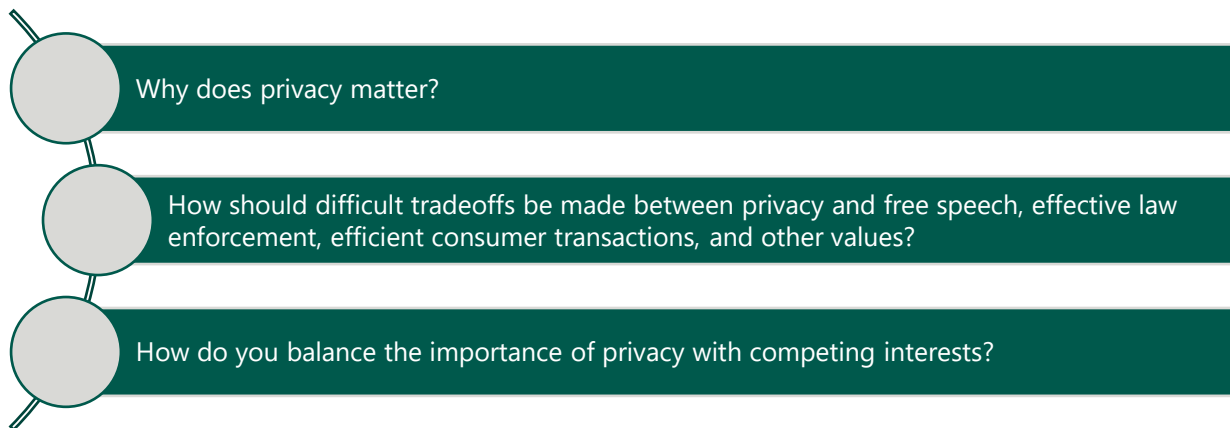 Why does privacy matter?
How should difficult tradeoffs be made between privacy and free speech, effective law
enforcement, efficient consumer transactions, and other values?
How do you balance the importance of privacy with competing interests?